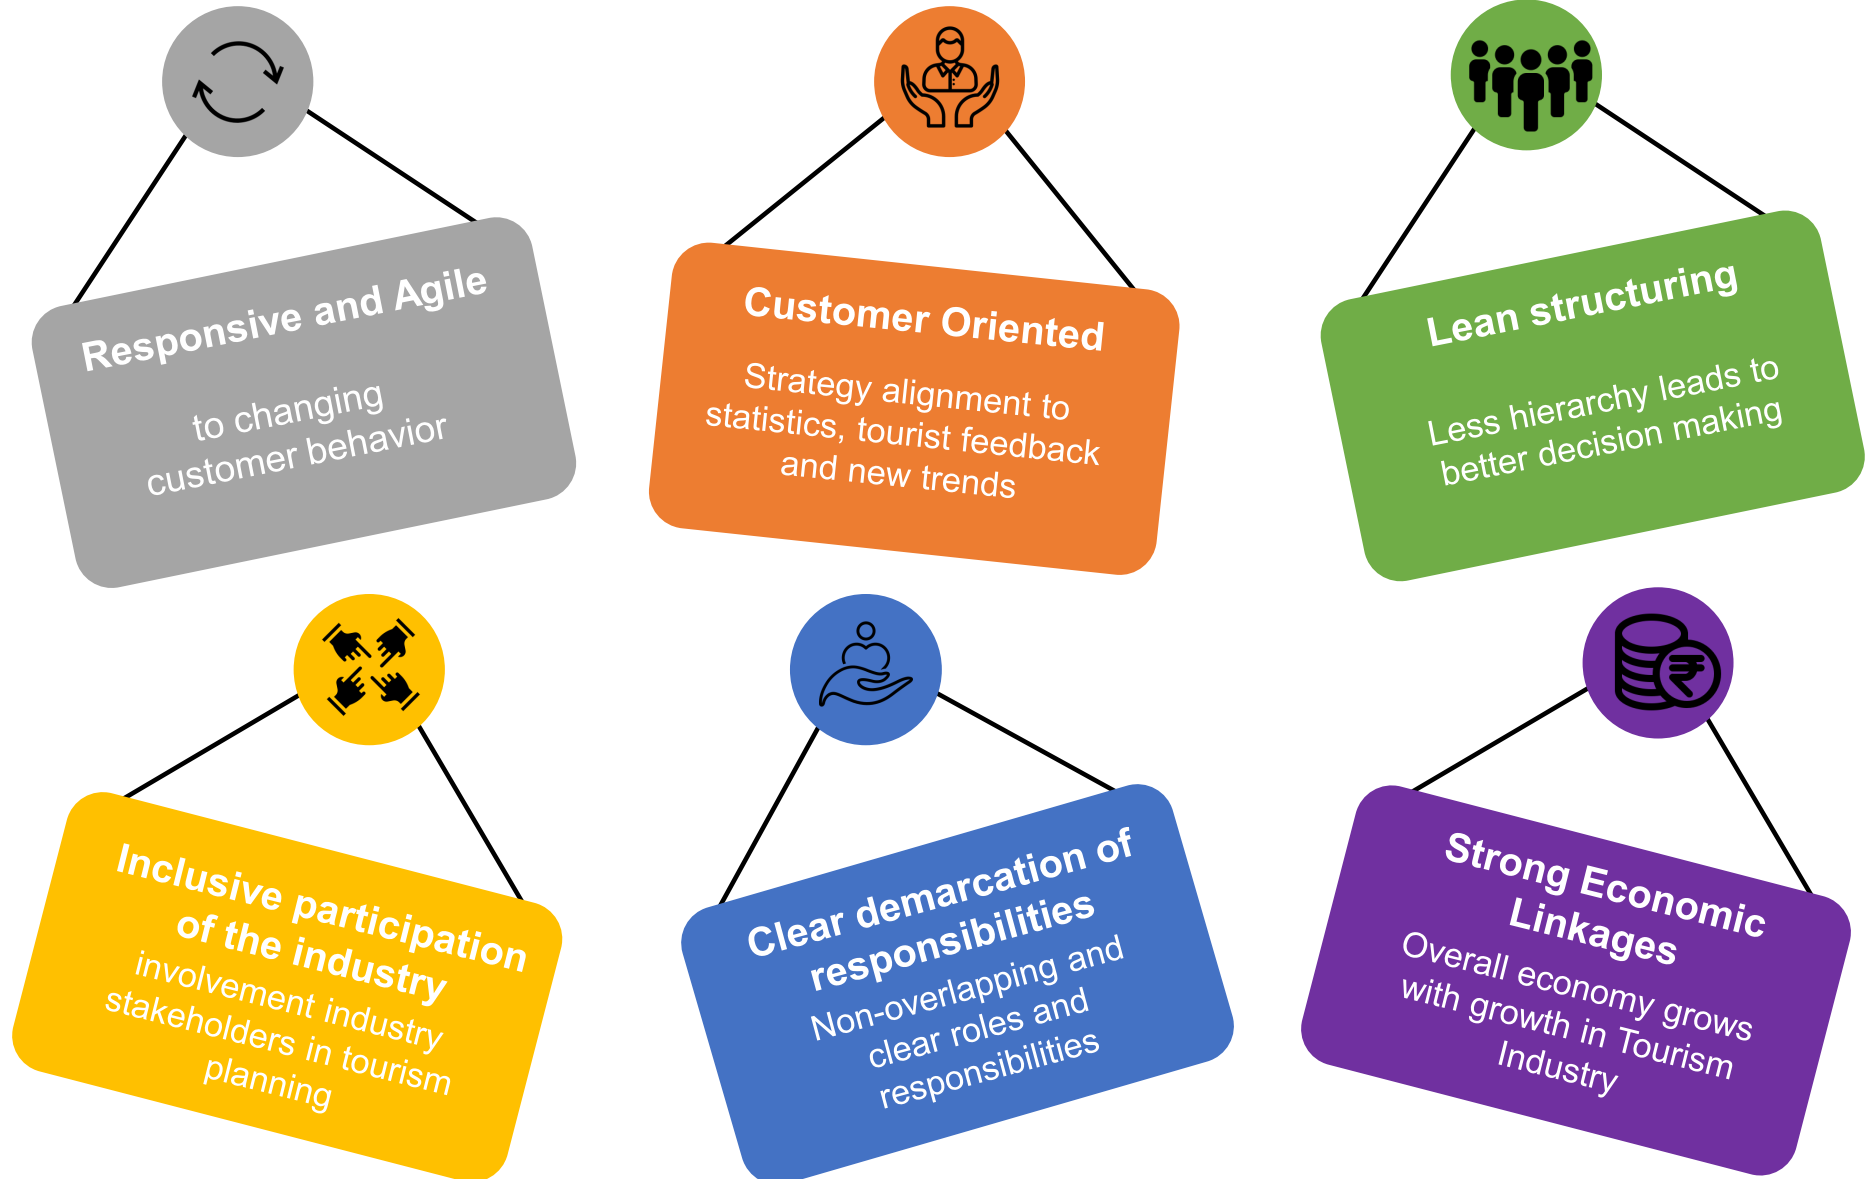 Responsive and Agile
to changing
customer behavior
Customer Oriented
Strategy alignment to
statistics, tourist feedback
and new trends
Lean structuring
Less hierarchy leads to
better decision making
Inclusive participation
of the industry
involvement industry
stakeholders in tourism
planning
Clear demarcation of
responsibilities
Non-overlapping and
clear roles and
responsibilities
₹
Strong Economic
Linkages
Overall economy grows
with growth in Tourism
Industry